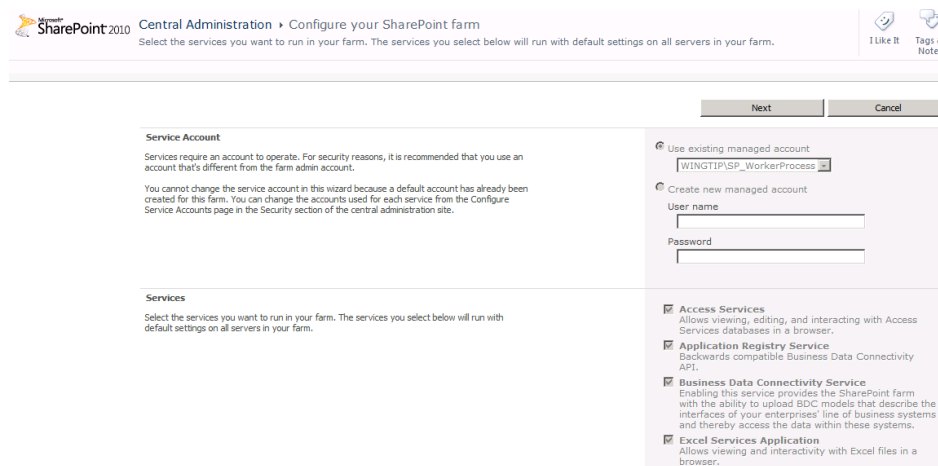 Microsoft®
SharePoint 2010
Central Administration ▸ Configure your SharePoint farm
Select the services you want to run in your farm. The services you select below will run with default settings on all servers in your farm.
I Like It
Tags
Note
Next
Cancel
Service Account
Services require an account to operate. For security reasons, it is recommended that you use an
account that's different from the farm admin account.
You cannot change the service account in this wizard because a default account has already been
created for this farm. You can change the accounts used for each service from the Configure
Service Accounts page in the Security section of the central administration site.
Use existing managed account
WINGTIP\SP_WorkerProcess
Create new managed account
User name
Password
Services
Select the services you want to run in your farm. The services you select below will run with
default settings on all servers in your farm.
Access Services
Allows viewing, editing, and interacting with Access
Services databases in a browser.
Application Registry Service
Backwards compatible Business Data Connectivity
API.
Business Data Connectivity Service
Enabling this service provides the SharePoint farm
with the ability to upload BDC models that describe the
interfaces of your enterprises' line of business systems
and thereby access the data within these systems.
Excel Services Application
Allows viewing and interactivity with Excel files in a
browser.